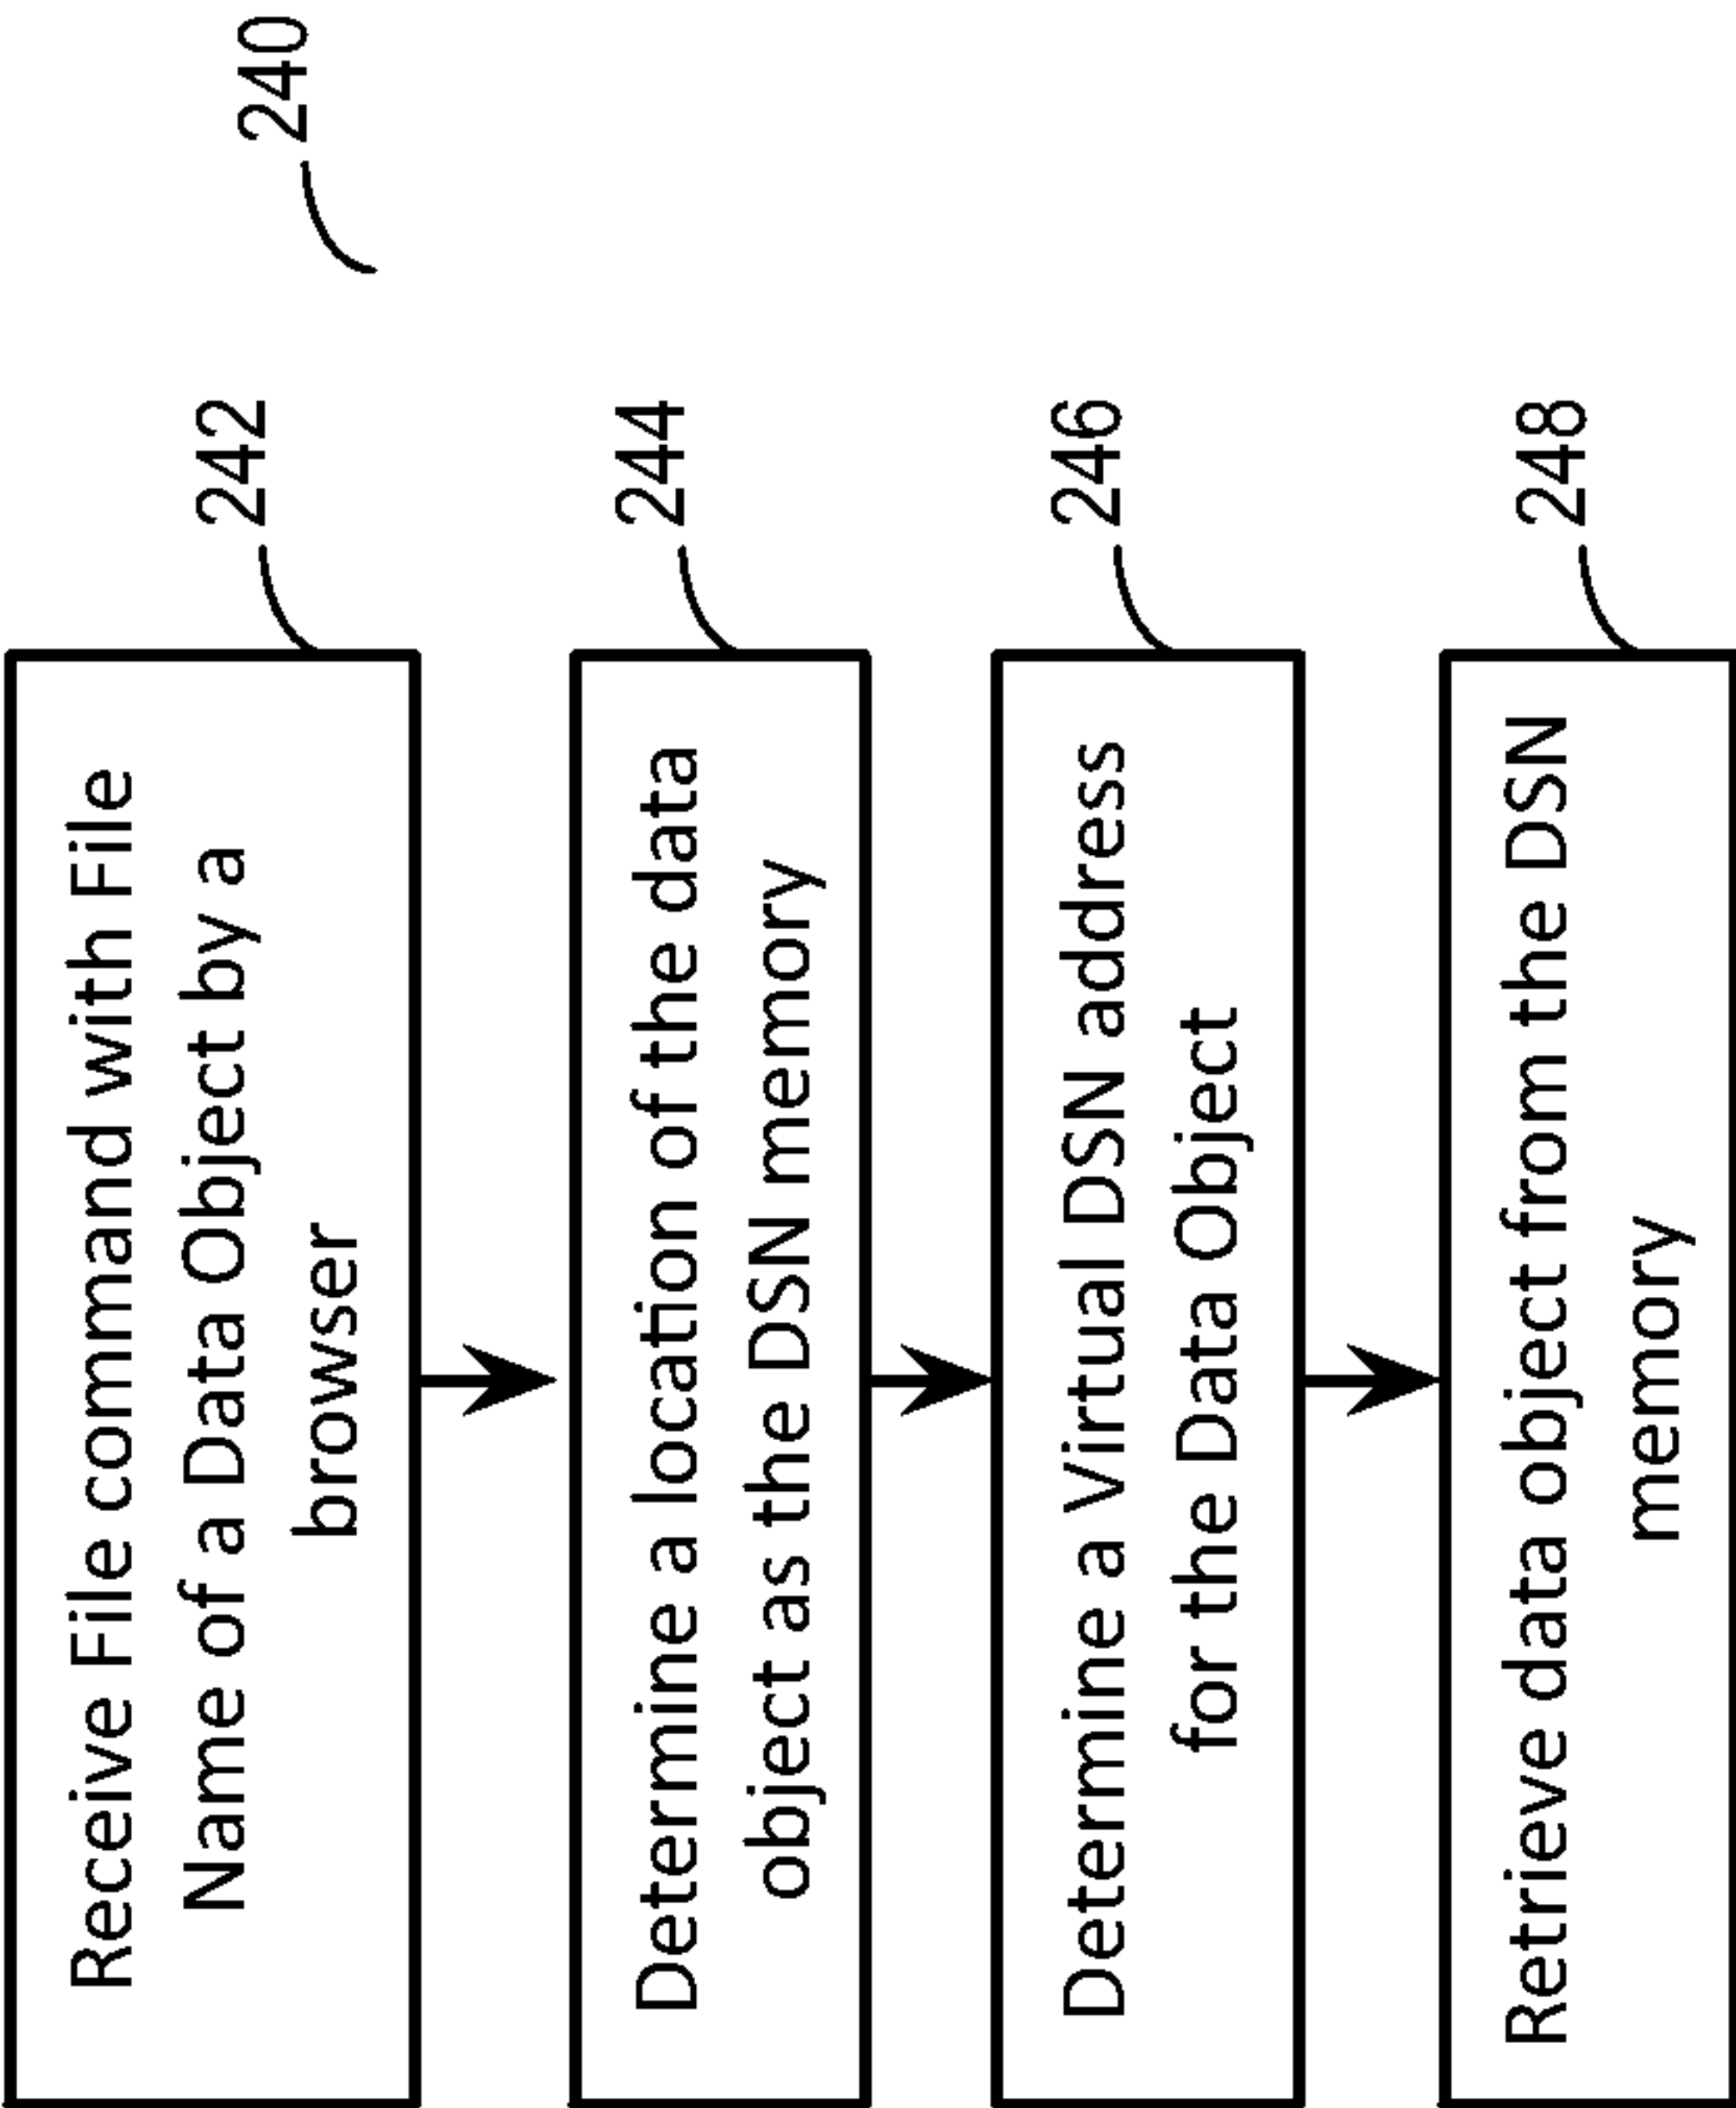 240
Receive File command with File
Name of a Data Object by a
browser
242
Determine a location of the data
object as the DSN memory
244
Determine a Virtual DSN address
for the Data Object
246
Retrieve data object from the DSN
memory
248